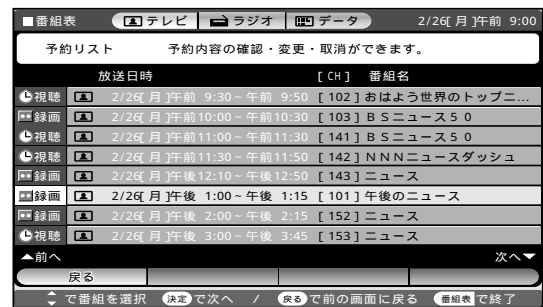 ■番組表 テレビ ラジオ データ 2/26[月]午前 9:00
予約リスト 予約内容の確認・変更・取消ができます。
放送日時 [CH] 番組名
視聴 2/26[月]午前 9:30~午前 9:50 [102] おはよう世界のトップニ...
録画 2/26[月]午前10:00~午前10:30 [103] BSニュース50
視聴 2/26[月]午前11:00~午前11:30 [141] BSニュース50
視聴 2/26[月]午前11:30~午前11:50 [142] NNNニュースダッシュ
録画 2/26[月]午後12:10~午後12:50 [143] ニュース
録画 2/26[月]午後 1:00~午後 1:15 [101] 午後のニュース
録画 2/26[月]午後 2:00~午後 2:15 [152] ニュース
視聴 2/26[月]午後 3:00~午後 3:45 [153] ニュース
▲前へ 次へ▼
戻る
で番組を選択 決定で次へ / 戻るで前の画面に戻る 番組表で終了